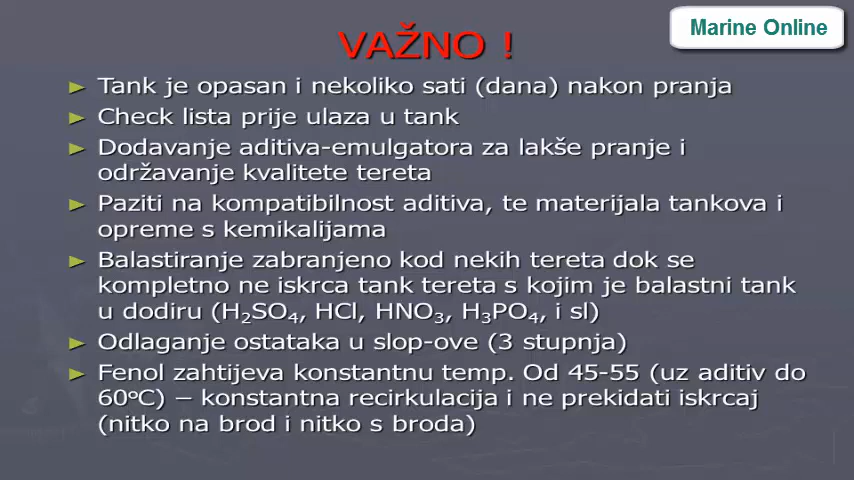 Marine Online
VAŽNO !
► Tank je opasan i nekoliko sati (dana) nakon pranja
► Check lista prije ulaza u tank
► Dodavanje aditiva-emulgatora za lakše pranje i
održavanje kvalitete tereta
► Paziti na kompatibilnost aditiva, te materijala tankova i
opreme s kemikalijama
► Balastiranje zabranjeno kod nekih tereta dok se
kompletno ne iskrca tank tereta s kojim je balastni tank
u dodiru (H₂SO₄, HCl, HNO₃, H₃PO₄, i sl)
► Odlaganje ostataka u slop-ove (3 stupnja)
► Fenol zahtijeva konstantnu temp. Od 45-55 (uz aditiv do
60ºC) – konstantna recirkulacija i ne prekidati iskrcaj
(nitko na brod i nitko s broda)